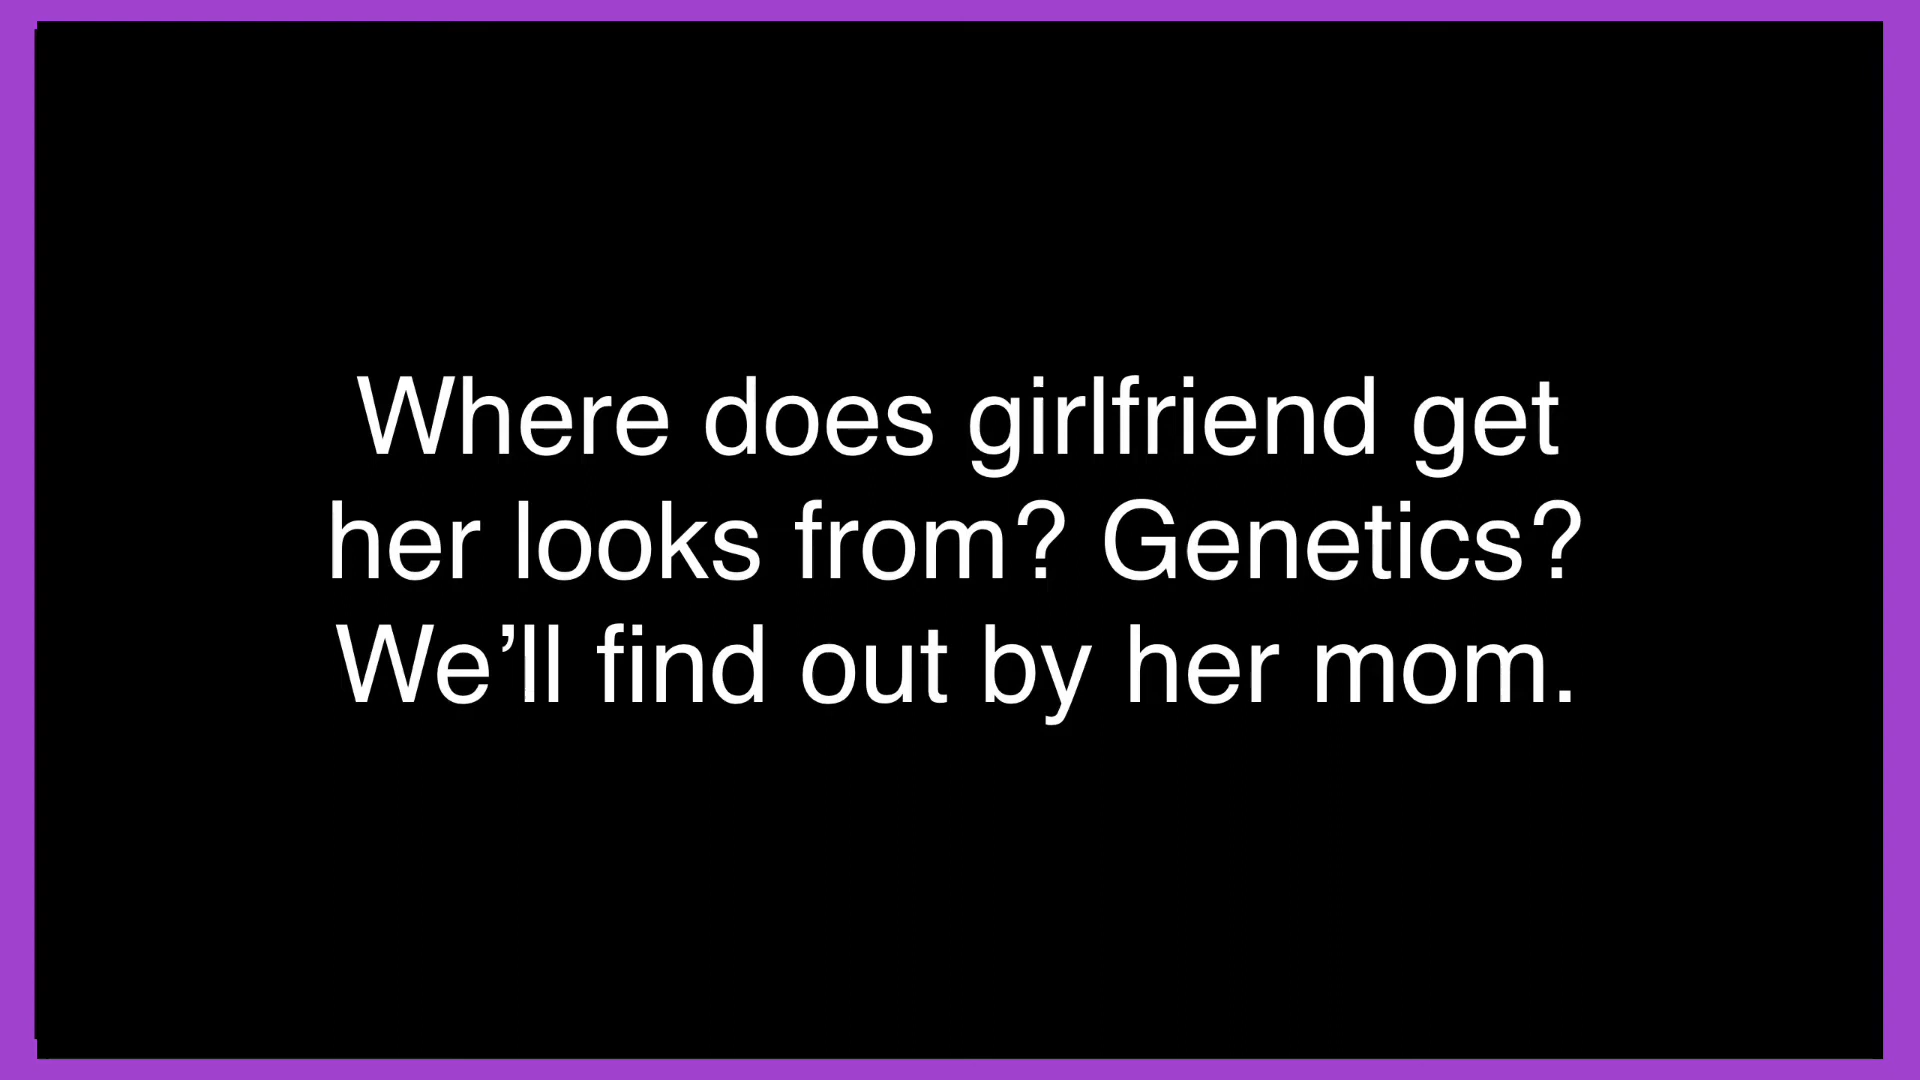 Where does girlfriend get
her looks from? Genetics?
We’ll find out by her mom.